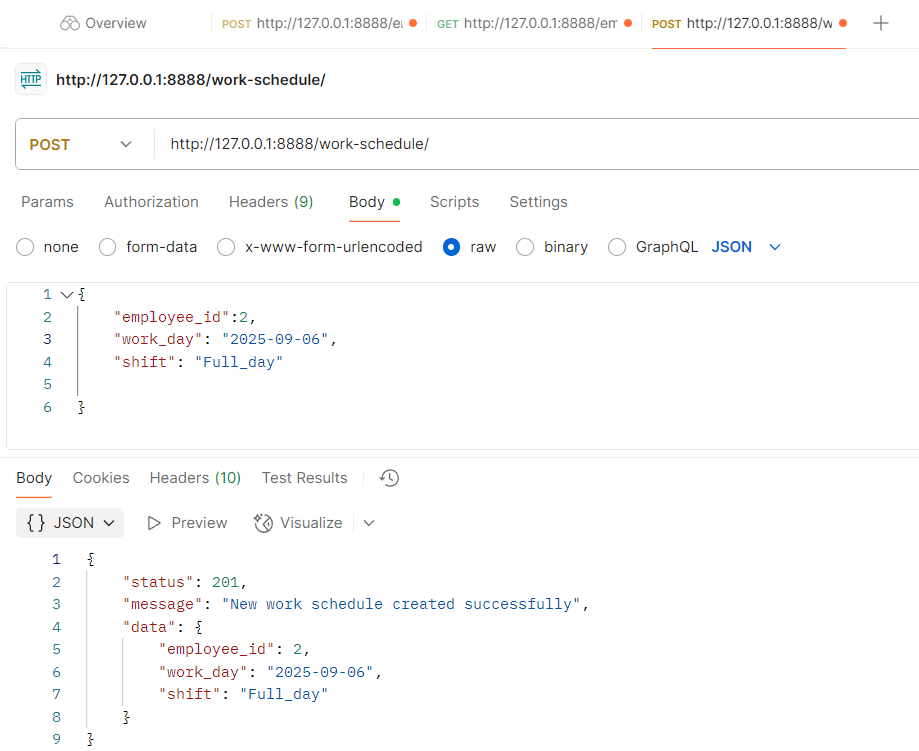 Overview POST http://127.0.0.1:8888/e GET http://127.0.0.1:8888/em POST http://127.0.0.1:8888/w
HTTP http://127.0.0.1:8888/work-schedule/
POST http://127.0.0.1:8888/work-schedule/
Params Authorization Headers (9) Body Scripts Settings
none form-data x-www-form-urlencoded raw binary GraphQL JSON
1 {
2 "employee_id":2,
3 "work_day": "2025-09-06",
4 "shift": "Full_day"
5
6 }
Body Cookies Headers (10) Test Results
{} JSON Preview Visualize
1 {
2 "status": 201,
3 "message": "New work schedule created successfully",
4 "data": {
5 "employee_id": 2,
6 "work_day": "2025-09-06",
7 "shift": "Full_day"
8 }
9 }